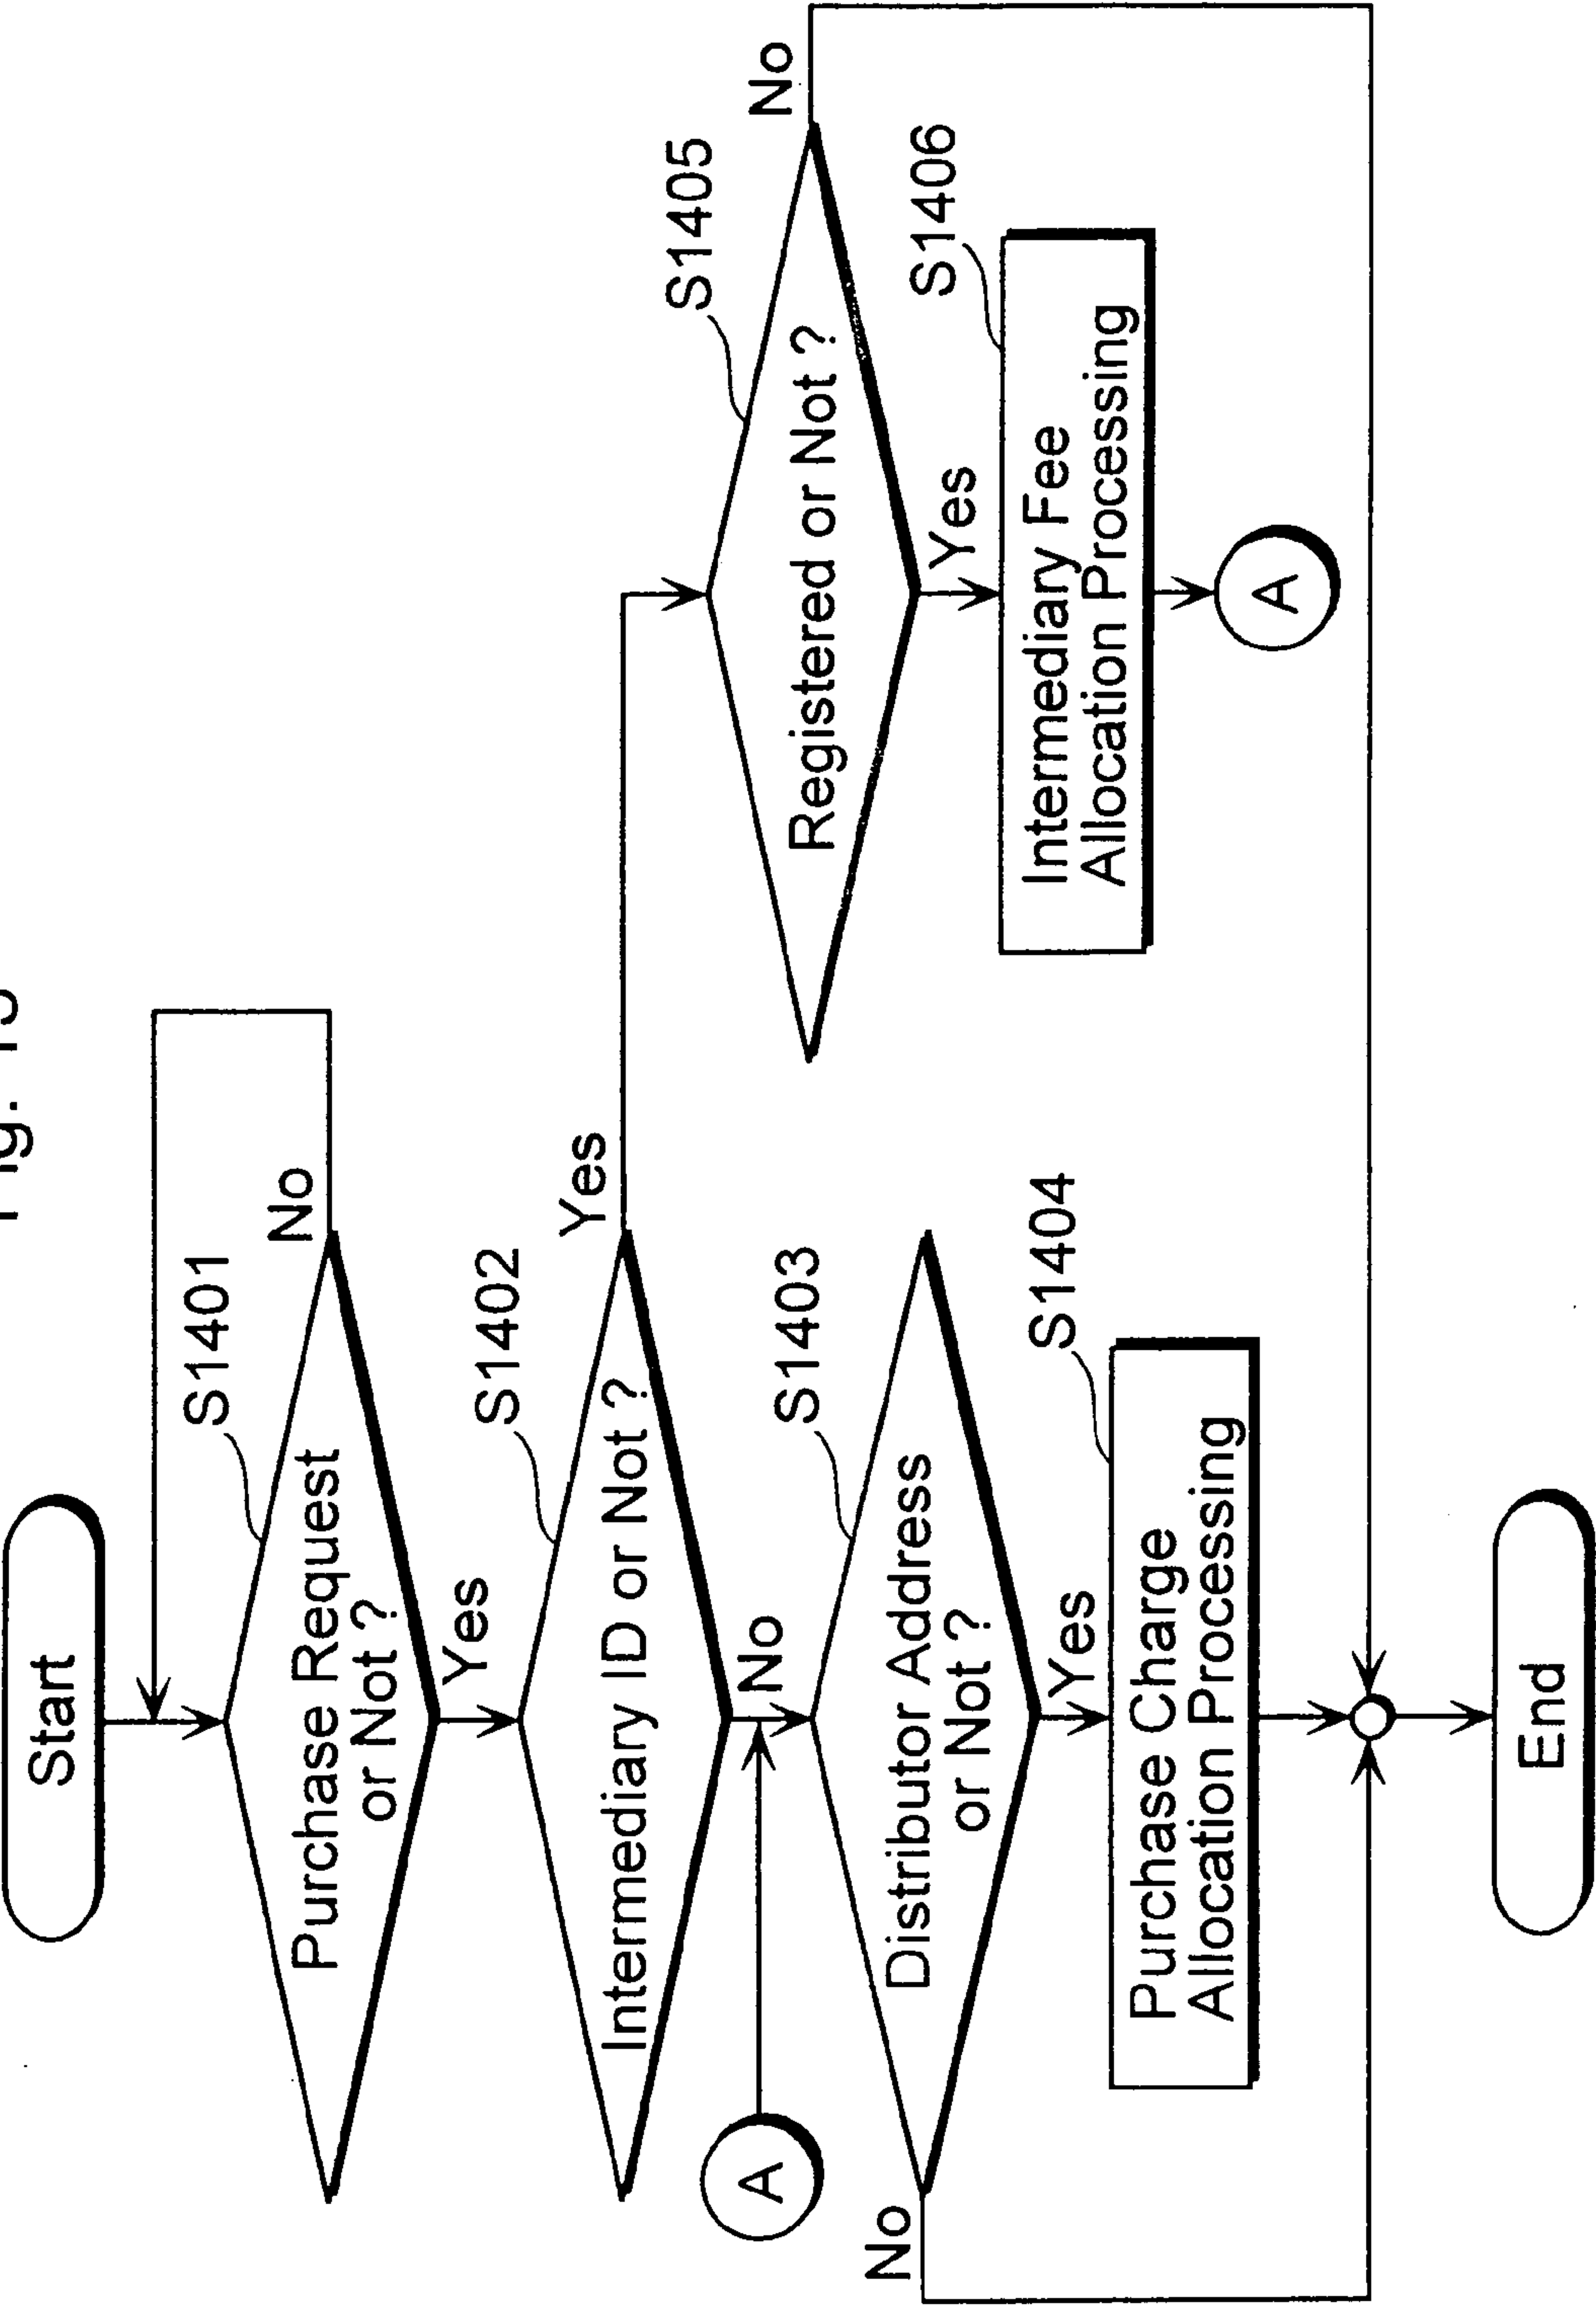 Start
S1401
Purchase Request
or Not ?
No
Yes
S1402
Intermediary ID or Not ?
Yes
No
A
S1403
Distributor Address
or Not ?
No
Yes
S1404
Purchase Charge
Allocation Processing
End
S1405
Registered or Not ?
No
Yes
S1406
Intermediary Fee
Allocation Processing
A